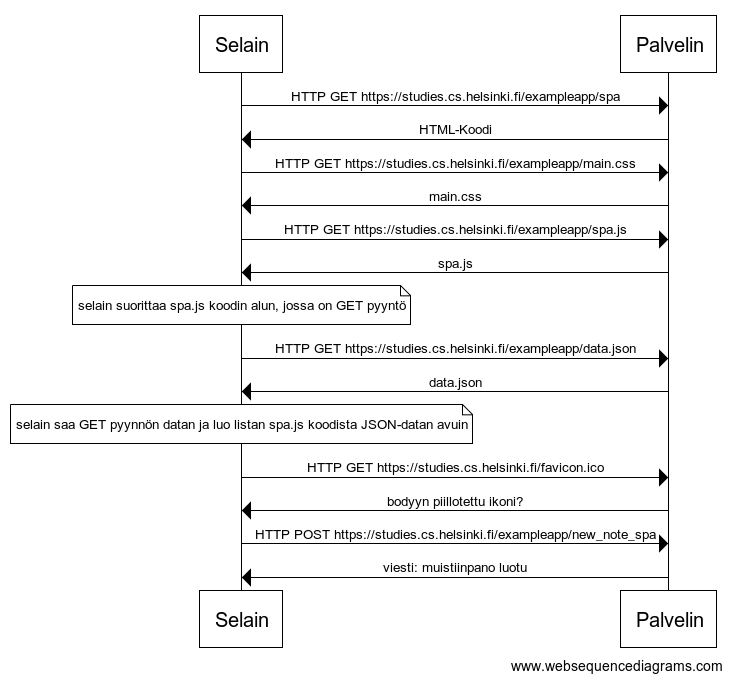 Selain Palvelin
HTTP GET https://studies.cs.helsinki.fi/exampleapp/spa
HTML-Koodi
HTTP GET https://studies.cs.helsinki.fi/exampleapp/main.css
main.css
HTTP GET https://studies.cs.helsinki.fi/exampleapp/spa.js
spa.js
selain suorittaa spa.js koodin alun, jossa on GET pyyntö
HTTP GET https://studies.cs.helsinki.fi/exampleapp/data.json
data.json
selain saa GET pyynnön datan ja luo listan spa.js koodista JSON-datan avuin
HTTP GET https://studies.cs.helsinki.fi/favicon.ico
bodyyn piillotettu ikoni?
HTTP POST https://studies.cs.helsinki.fi/exampleapp/new_note_spa
viesti: muistiinpano luotu
Selain Palvelin
www.websequencediagrams.com